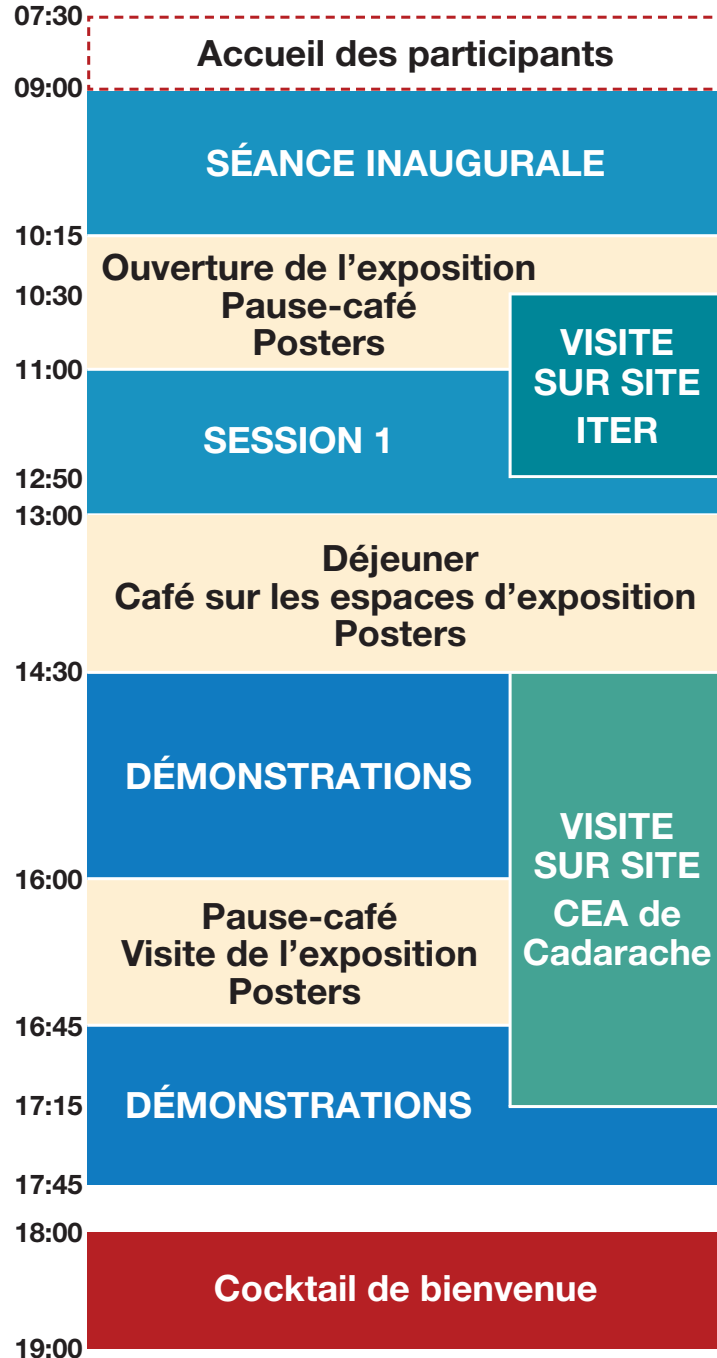 07:30
Accueil des participants
09:00
SÉANCE INAUGURALE
10:15
Ouverture de l’exposition
10:30
Pause-café
Posters
VISITE
SUR SITE
ITER
11:00
SESSION 1
12:50
13:00
Déjeuner
Café sur les espaces d’exposition
Posters
14:30
DÉMONSTRATIONS
VISITE
SUR SITE
CEA de
Cadarache
16:00
Pause-café
Visite de l’exposition
Posters
16:45
DÉMONSTRATIONS
17:15
17:45
18:00
Cocktail de bienvenue
19:00